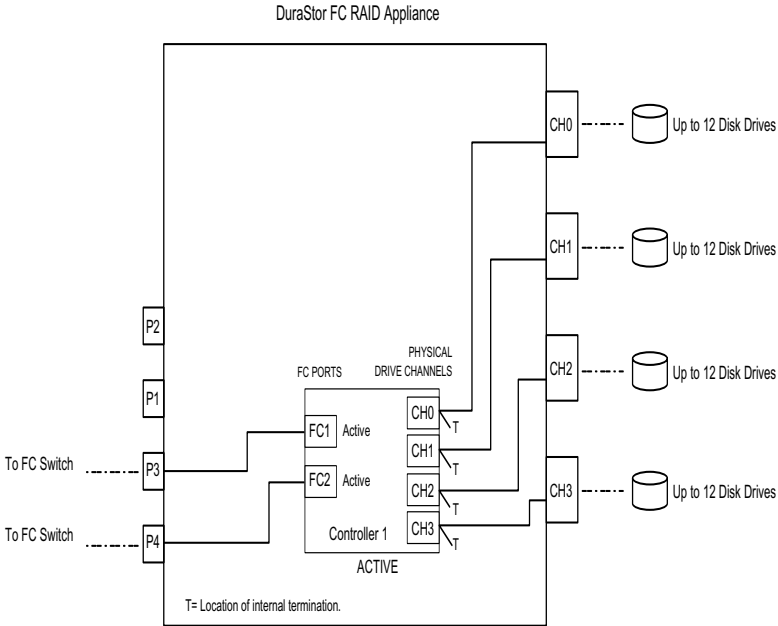 DuraStor FC RAID Appliance
CH0
Up to 12 Disk Drives
CH1
Up to 12 Disk Drives
P2
PHYSICAL
FC PORTS
DRIVE CHANNELS
CH2
Up to 12 Disk Drives
P1
CH0
FC1 Active
T
CH1
To FC Switch
P3
T
FC2 Active
CH2
CH3
Up to 12 Disk Drives
T
CH3
To FC Switch
P4
Controller 1
T
ACTIVE
T= Location of internal termination.